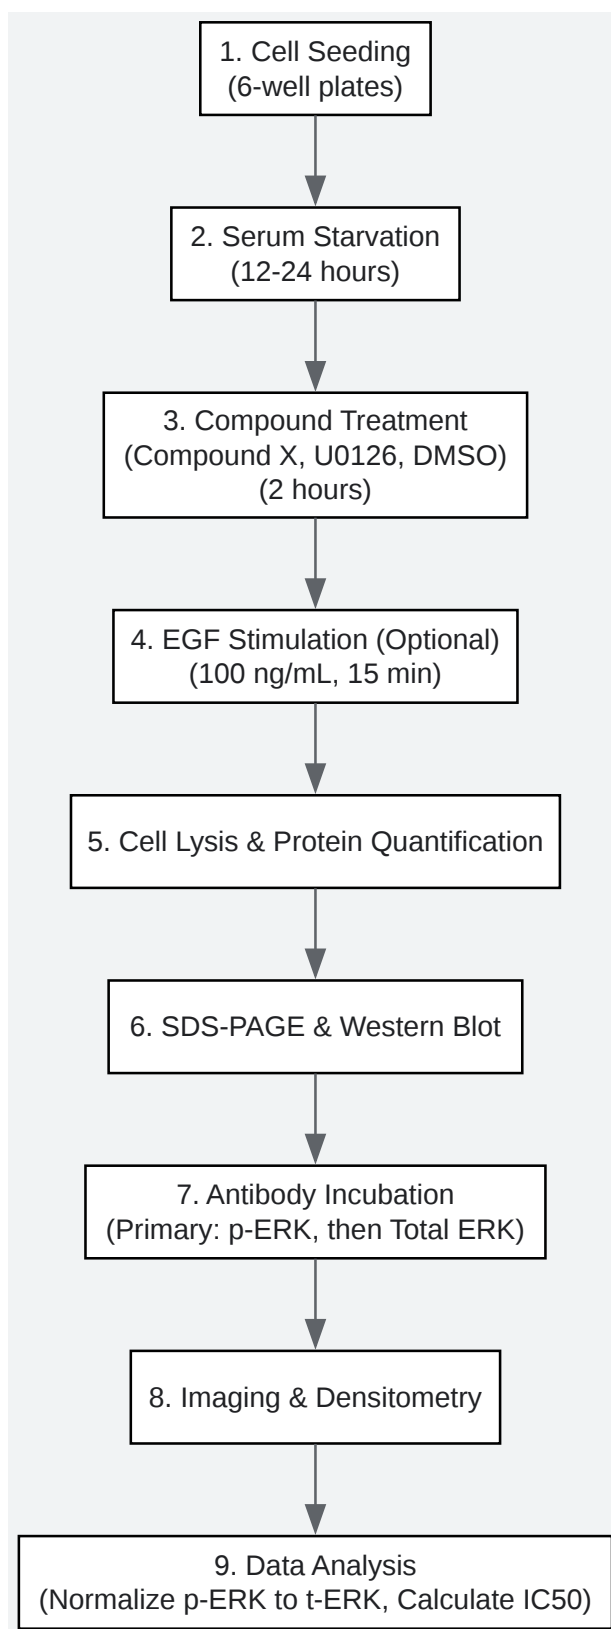 1. Cell Seeding
(6-well plates)
2. Serum Starvation
(12-24 hours)
3. Compound Treatment
(Compound X, U0126, DMSO)
(2 hours)
4. EGF Stimulation (Optional)
(100 ng/mL, 15 min)
5. Cell Lysis & Protein Quantification
6. SDS-PAGE & Western Blot
7. Antibody Incubation
(Primary: p-ERK, then Total ERK)
8. Imaging & Densitometry
9. Data Analysis
(Normalize p-ERK to t-ERK, Calculate IC50)